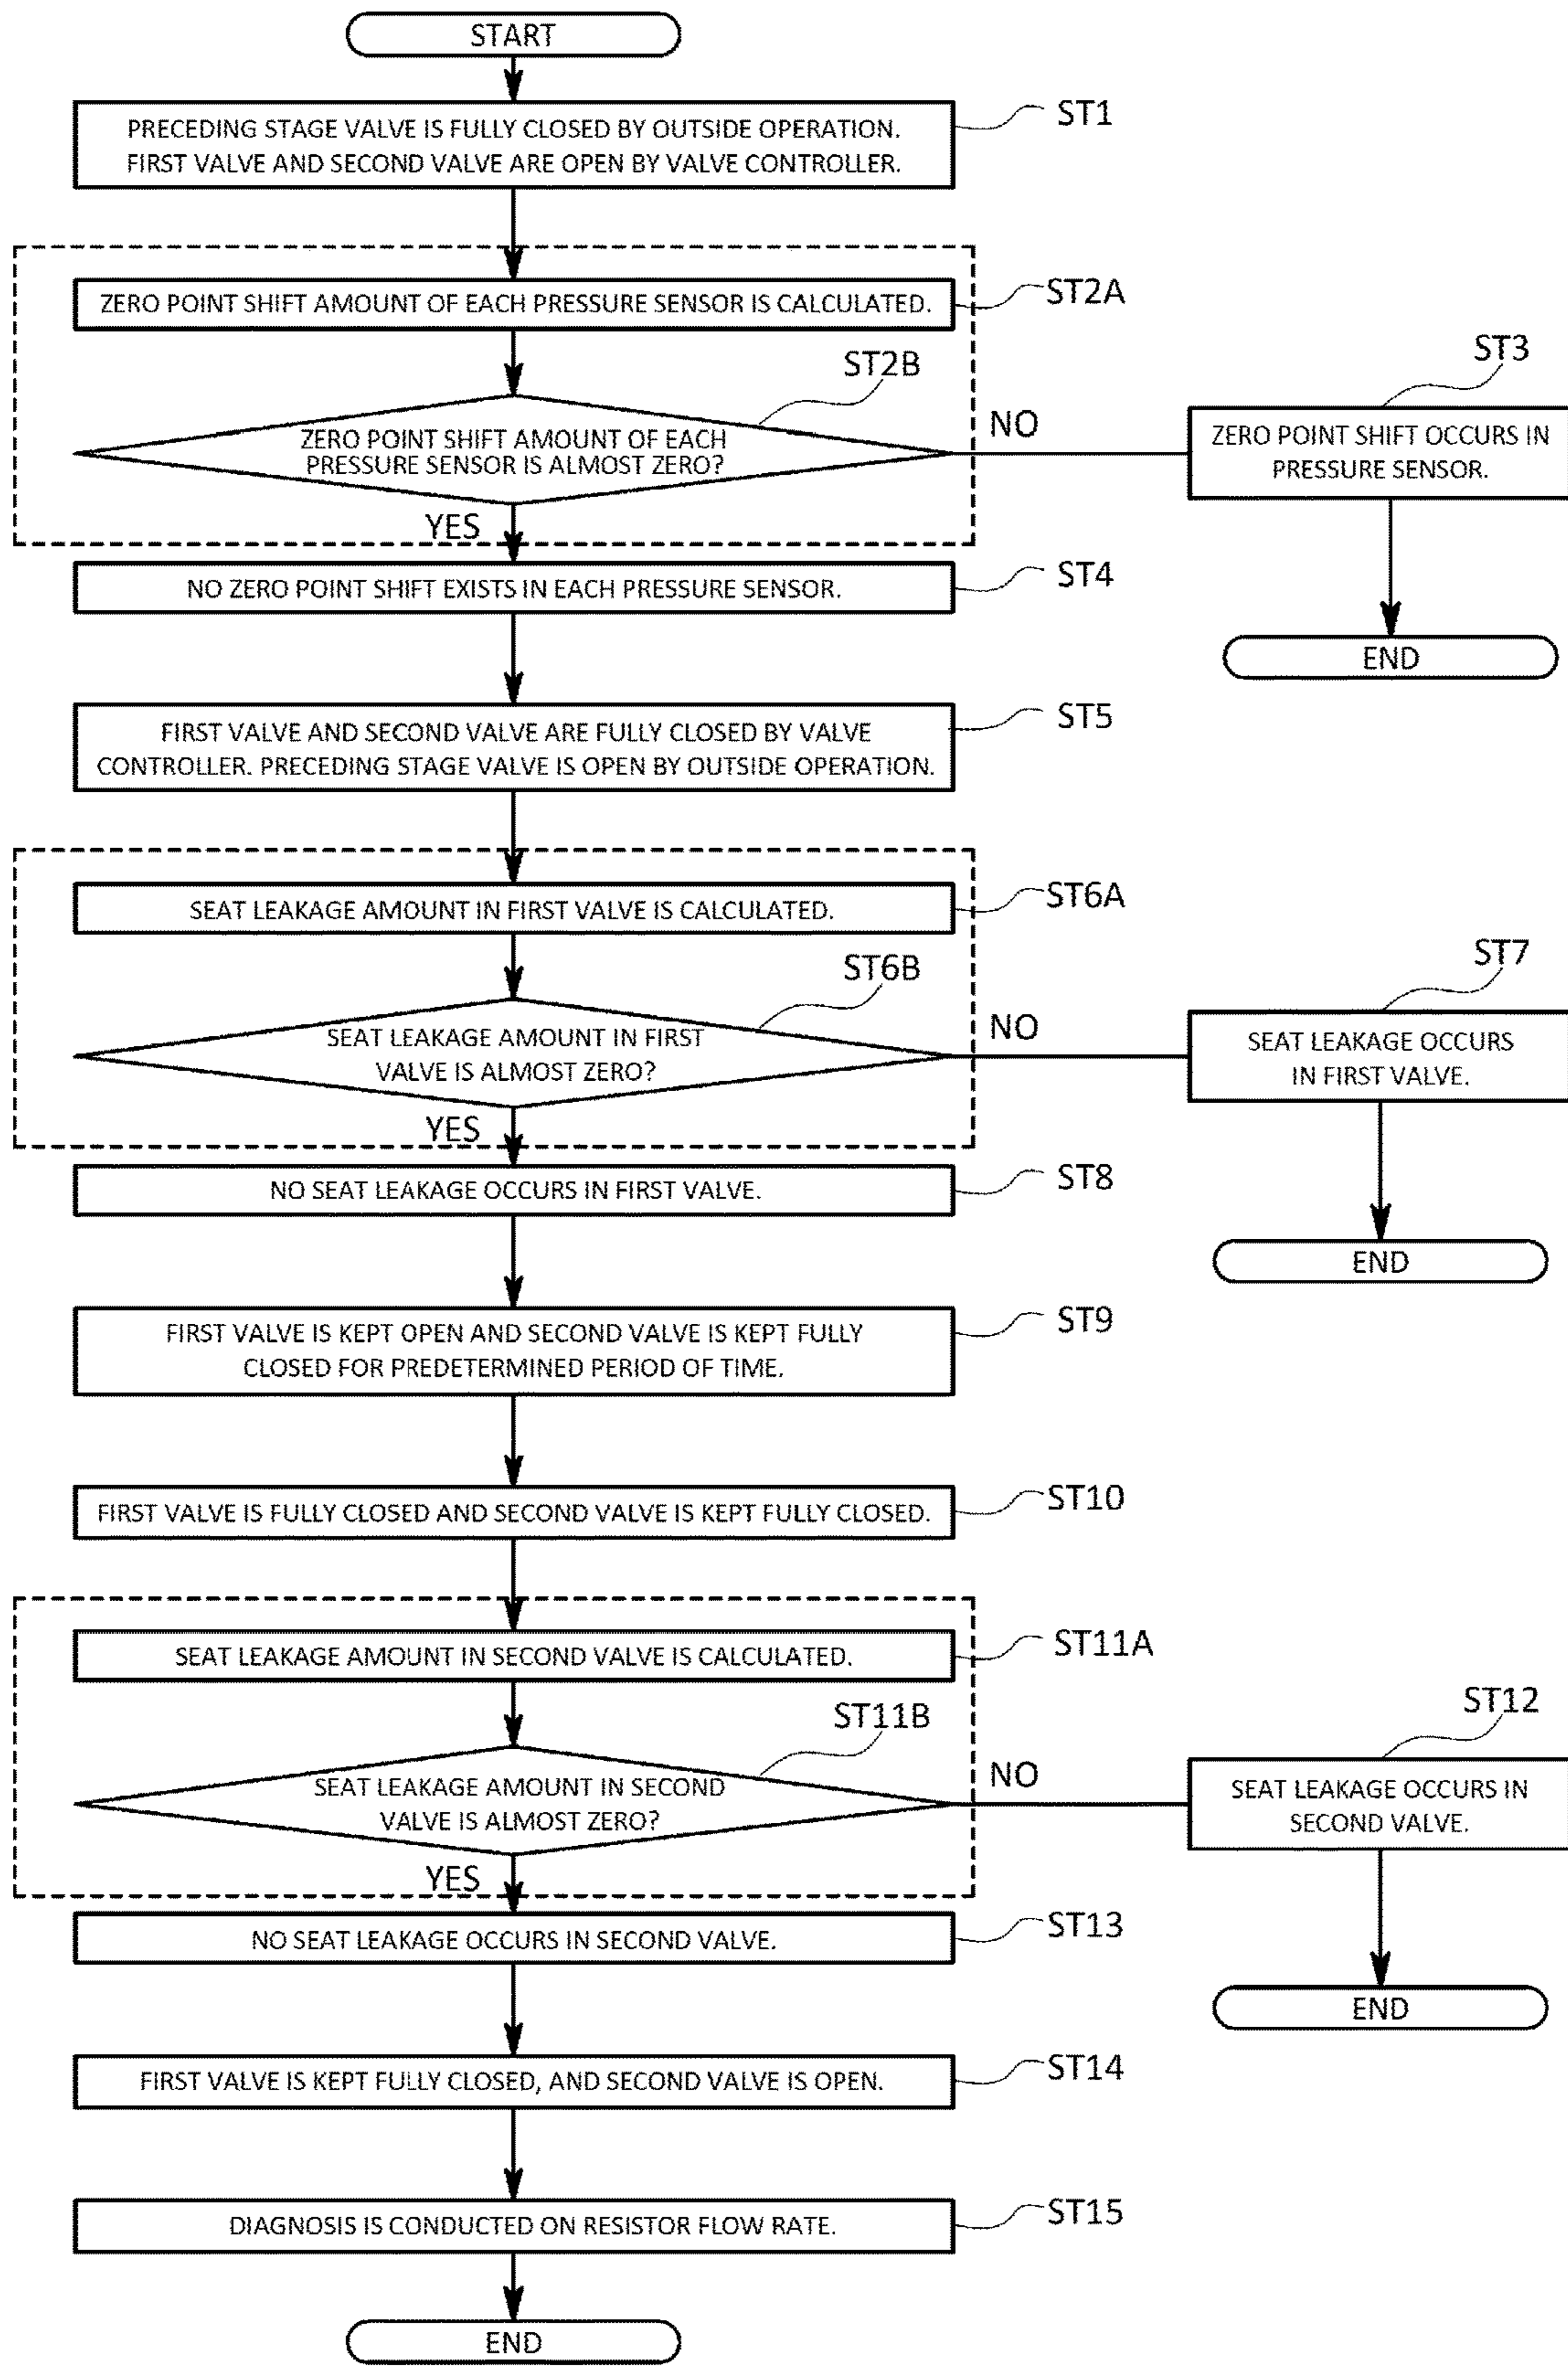 START
PRECEDING STAGE VALVE IS FULLY CLOSED BY OUTSIDE OPERATION.
FIRST VALVE AND SECOND VALVE ARE OPEN BY VALVE CONTROLLER.
ST1
ZERO POINT SHIFT AMOUNT OF EACH PRESSURE SENSOR IS CALCULATED.
ST2A
ST2B
ZERO POINT SHIFT AMOUNT OF EACH
PRESSURE SENSOR IS ALMOST ZERO?
NO
ST3
ZERO POINT SHIFT OCCURS IN
PRESSURE SENSOR.
END
YES
NO ZERO POINT SHIFT EXISTS IN EACH PRESSURE SENSOR.
ST4
FIRST VALVE AND SECOND VALVE ARE FULLY CLOSED BY VALVE
CONTROLLER. PRECEDING STAGE VALVE IS OPEN BY OUTSIDE OPERATION.
ST5
SEAT LEAKAGE AMOUNT IN FIRST VALVE IS CALCULATED.
ST6A
ST6B
SEAT LEAKAGE AMOUNT IN FIRST
VALVE IS ALMOST ZERO?
NO
ST7
SEAT LEAKAGE OCCURS
IN FIRST VALVE.
END
YES
NO SEAT LEAKAGE OCCURS IN FIRST VALVE.
ST8
FIRST VALVE IS KEPT OPEN AND SECOND VALVE IS KEPT FULLY
CLOSED FOR PREDETERMINED PERIOD OF TIME.
ST9
FIRST VALVE IS FULLY CLOSED AND SECOND VALVE IS KEPT FULLY CLOSED.
ST10
SEAT LEAKAGE AMOUNT IN SECOND VALVE IS CALCULATED.
ST11A
ST11B
SEAT LEAKAGE AMOUNT IN SECOND
VALVE IS ALMOST ZERO?
NO
ST12
SEAT LEAKAGE OCCURS IN
SECOND VALVE.
END
YES
NO SEAT LEAKAGE OCCURS IN SECOND VALVE.
ST13
FIRST VALVE IS KEPT FULLY CLOSED, AND SECOND VALVE IS OPEN.
ST14
DIAGNOSIS IS CONDUCTED ON RESISTOR FLOW RATE.
ST15
END